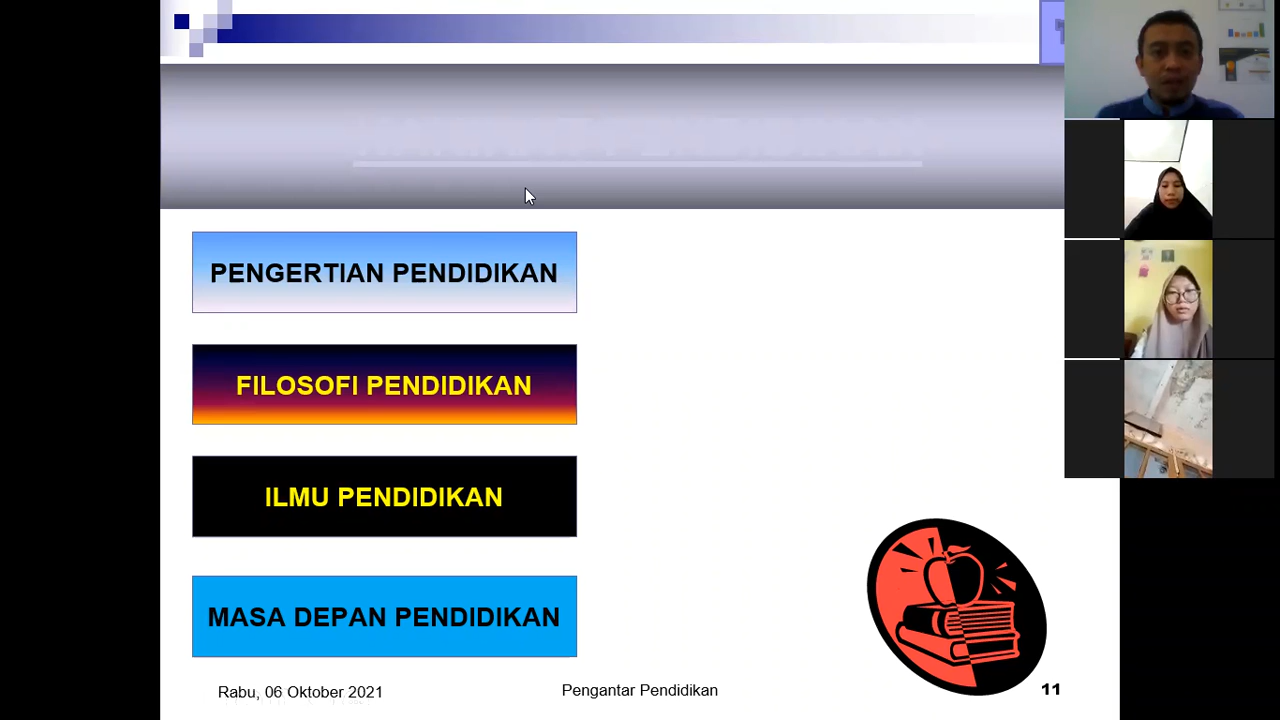 PENGERTIAN PENDIDIKAN
FILOSOFI PENDIDIKAN
ILMU PENDIDIKAN
MASA DEPAN PENDIDIKAN
Rabu, 06 Oktober 2021
Pengantar Pendidikan
11